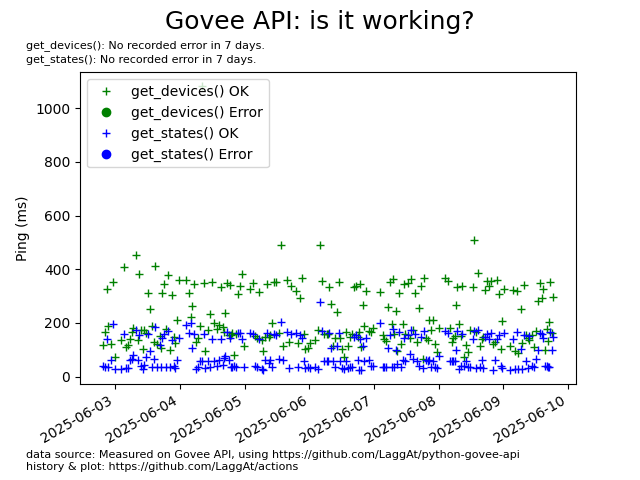 Govee API: is it working?
get_devices(): No recorded error in 7 days.
get_states(): No recorded error in 7 days.
get_devices() OK
get_devices() Error
get_states() OK
get_states() Error
Ping (ms)
1000
800
600
400
200
0
2025-06-03
2025-06-04
2025-06-05
2025-06-06
2025-06-07
2025-06-08
2025-06-09
2025-06-10
data source: Measured on Govee API, using https://github.com/LaggAt/python-govee-api
history & plot: https://github.com/LaggAt/actions